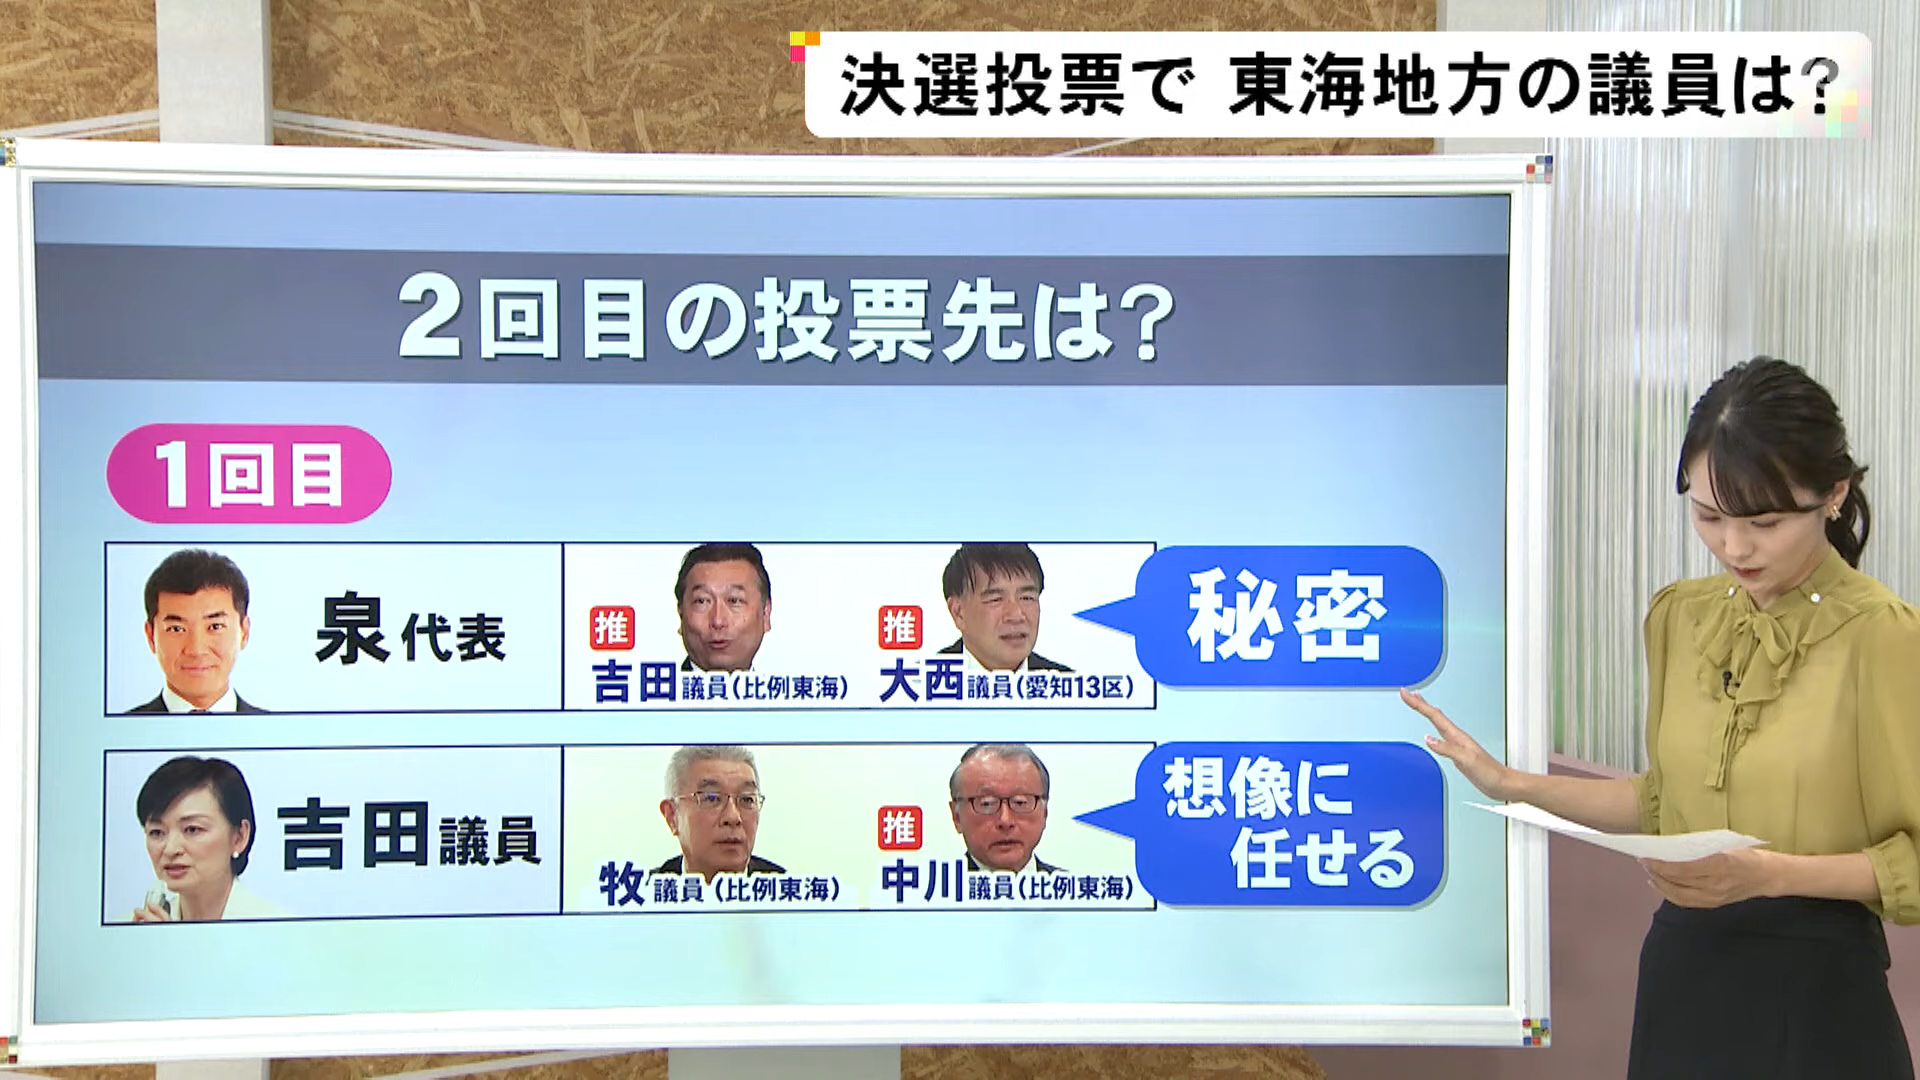 決選投票で 東海地方の議員は?
2回目の投票先は?
1回目
泉 代表
推
吉田議員(比例東海)
推
大西議員(愛知13区)
秘密
吉田議員
牧議員(比例東海)
推
中川議員(比例東海)
想像に
任せる